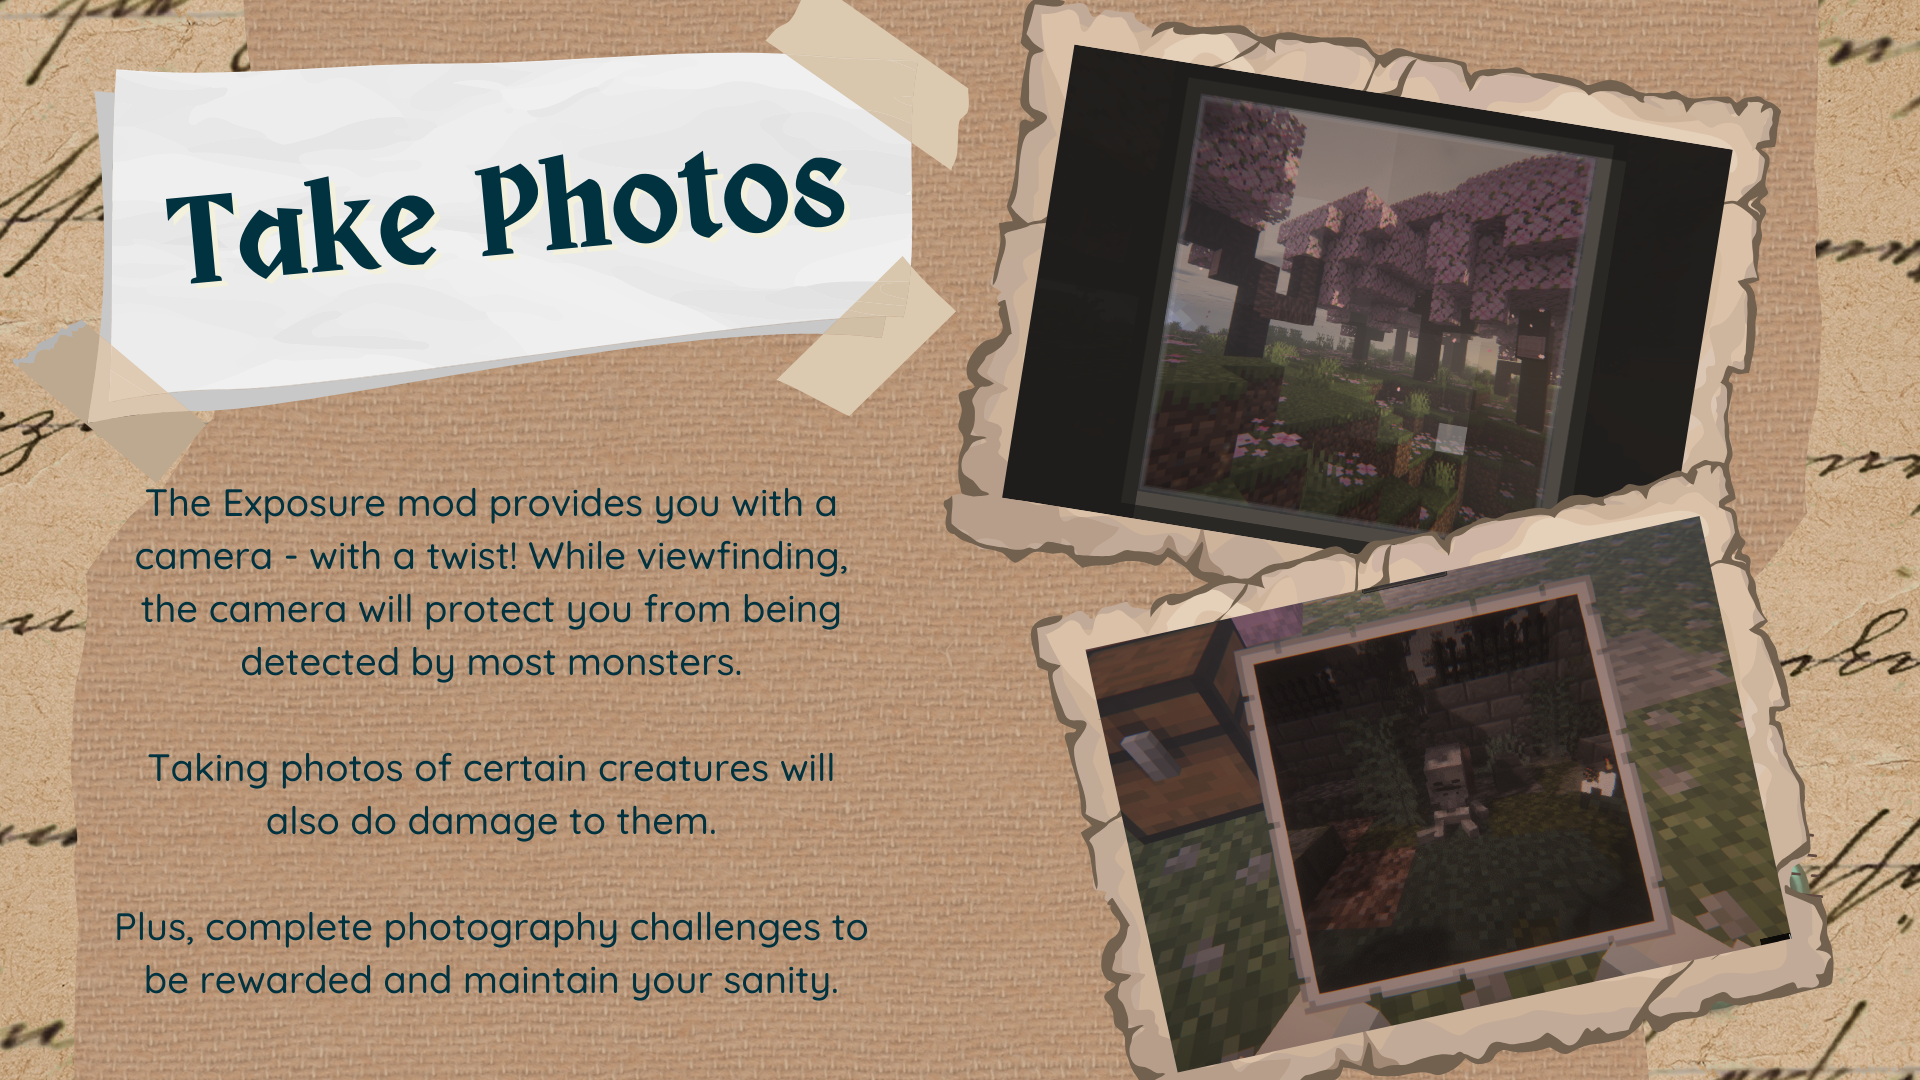 Take Photos
The Exposure mod provides you with a
camera - with a twist! While viewfinding,
the camera will protect you from being
detected by most monsters.
Taking photos of certain creatures will
also do damage to them.
Plus, complete photography challenges to
be rewarded and maintain your sanity.